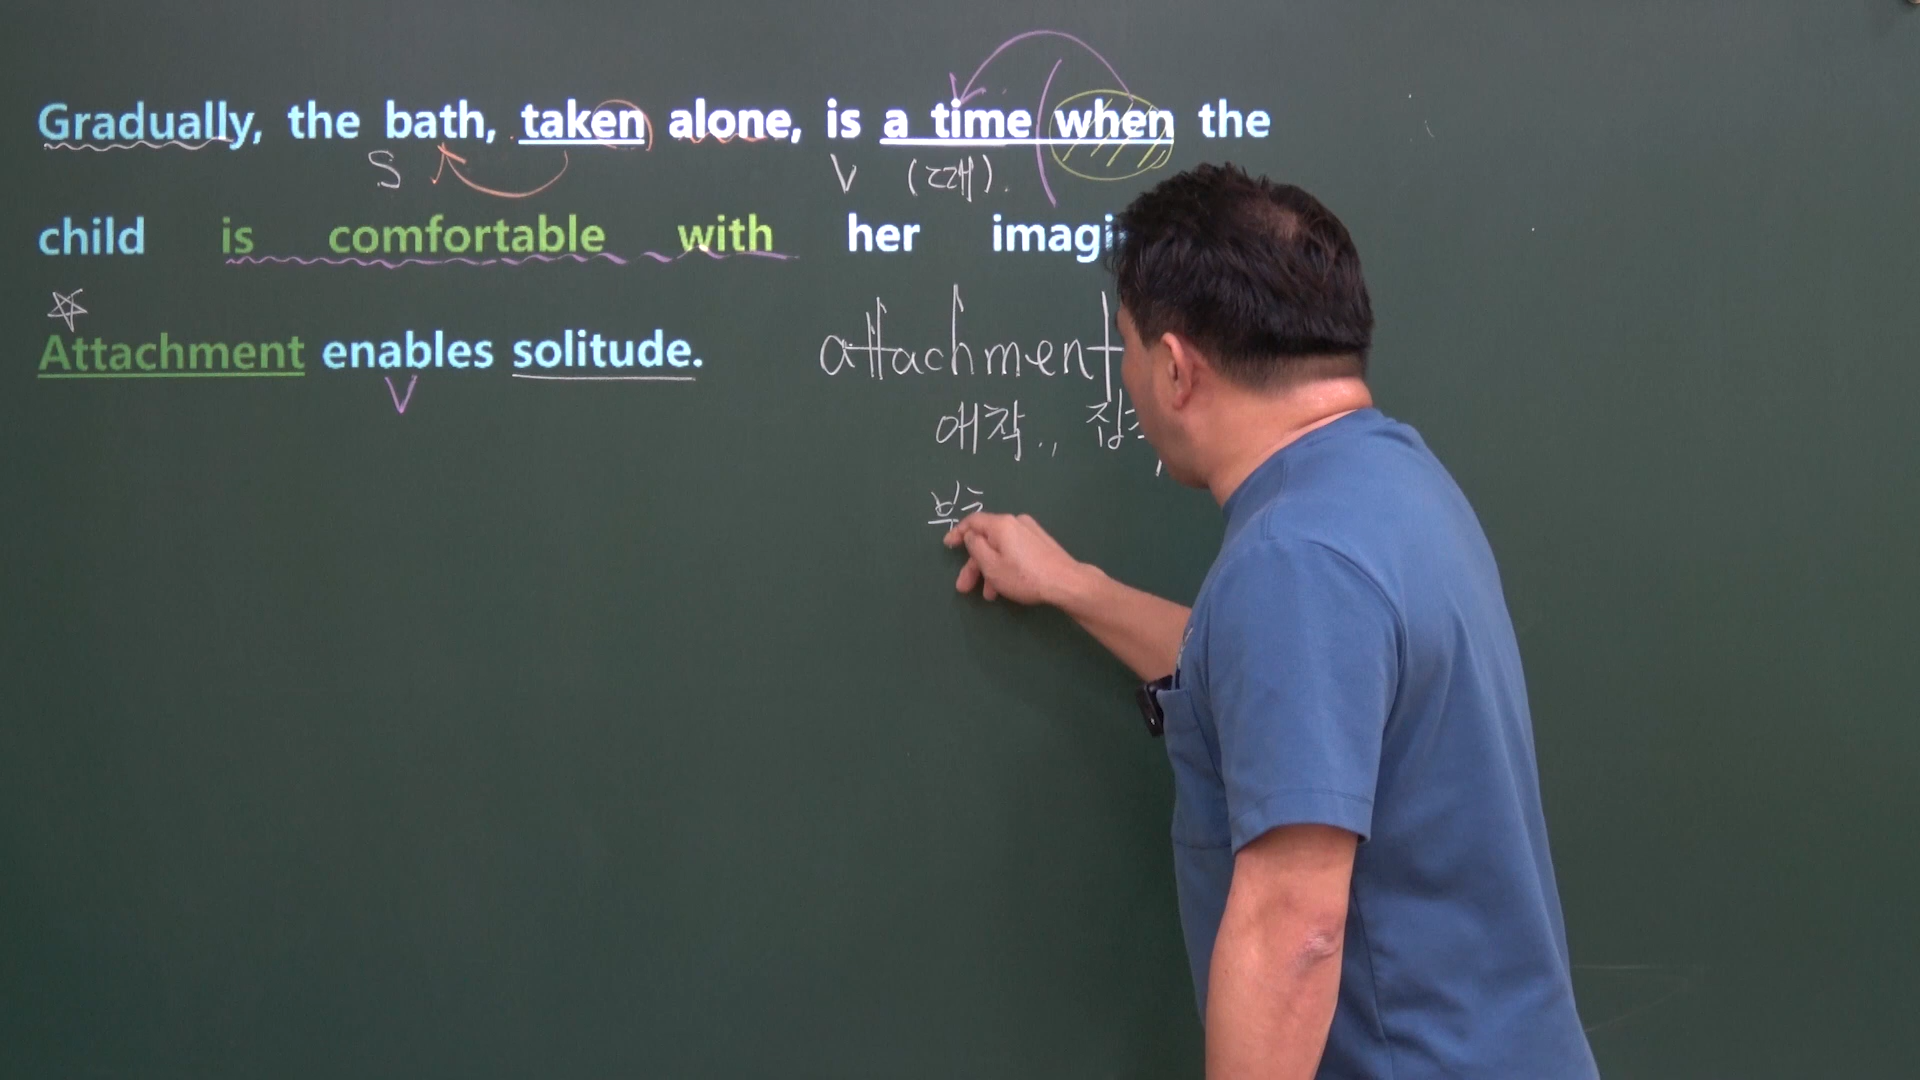 Gradually, the bath, taken alone, is a time when the
S V (때).
child is comfortable with her imagi
☆
Attachment enables solitude. attachment
V
애착.,